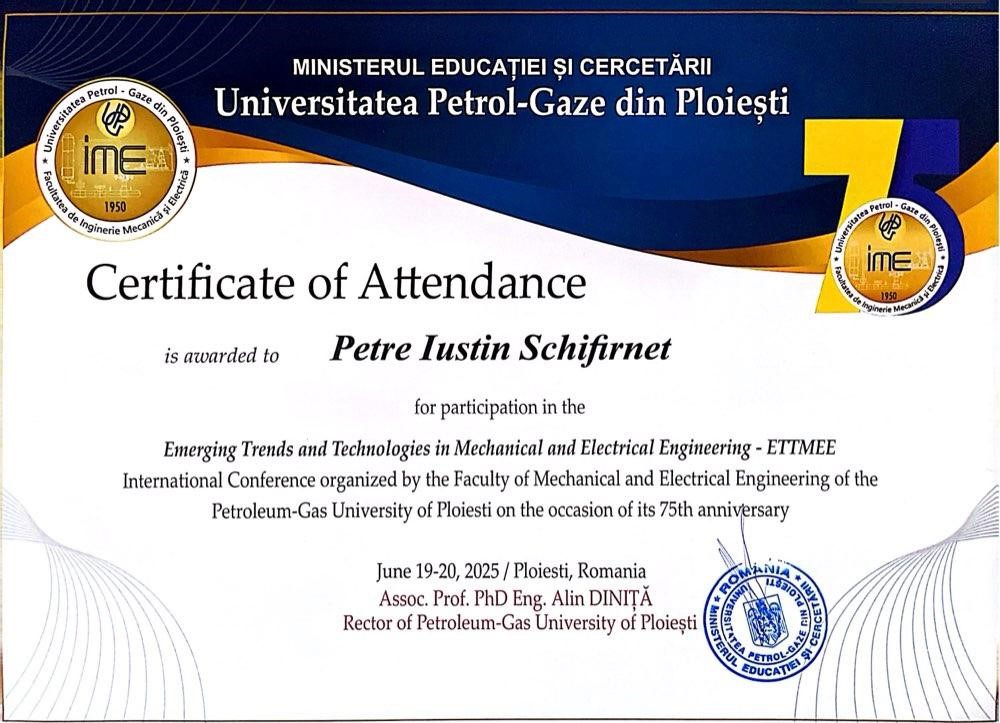 MINISTERUL EDUCAȚIEI ȘI CERCETĂRII
Universitatea Petrol-Gaze din Ploiești
Universitatea Petrol - Gaze din Ploiești
IME
1950
Facultatea de Inginerie Mecanică și Electrică
75
Universitatea Petrol - Gaze din Ploiești
IME
1950
Facultatea de Inginerie Mecanică și Electrică
Certificate of Attendance
is awarded to Petre Iustin Schifirnet
for participation in the
Emerging Trends and Technologies in Mechanical and Electrical Engineering - ETTMEE
International Conference organized by the Faculty of Mechanical and Electrical Engineering of the
Petroleum-Gas University of Ploiesti on the occasion of its 75th anniversary
June 19-20, 2025 / Ploiesti, Romania
Assoc. Prof. PhD Eng. Alin DINIȚĂ
Rector of Petroleum-Gas University of Ploiești
* ROMÂNIA *
MINISTERUL EDUCAȚIEI ȘI CERCETĂRII
UNIVERSITATEA PETROL-GAZE DIN PLOIEȘTI